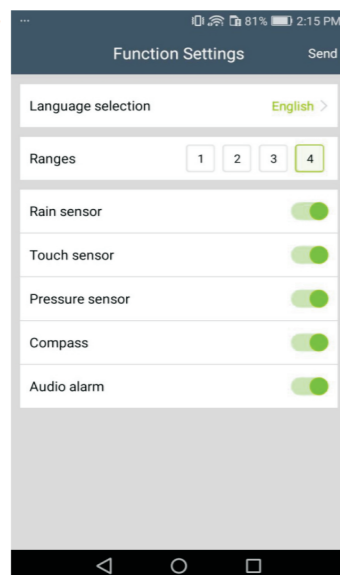 ... 81% 2:15 PM
Function Settings Send
Language selection English >
Ranges 1 2 3 4
Rain sensor
Touch sensor
Pressure sensor
Compass
Audio alarm